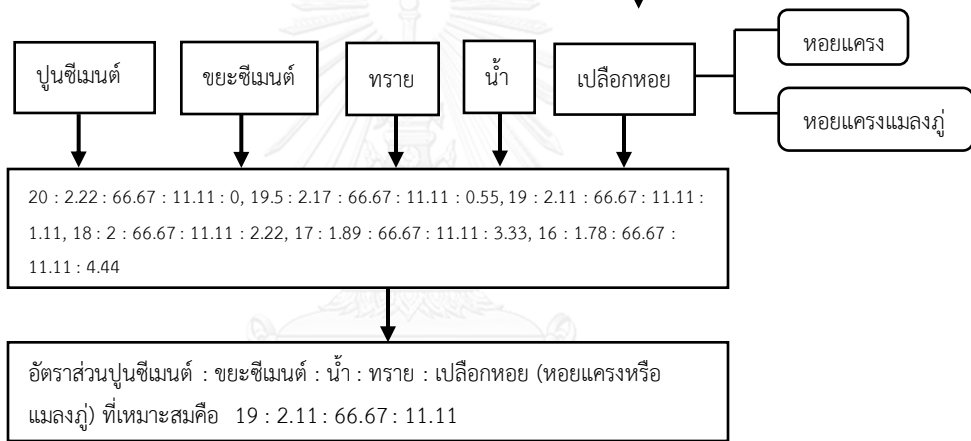 หอยแครง
ปูนซีเมนต์
ขยะซีเมนต์
ทราย
น้ำ
เปลือกหอย
หอยแครงแมลงภู่
20 : 2.22 : 66.67 : 11.11 : 0, 19.5 : 2.17 : 66.67 : 11.11 : 0.55, 19 : 2.11 : 66.67 : 11.11 :
1.11, 18 : 2 : 66.67 : 11.11 : 2.22, 17 : 1.89 : 66.67 : 11.11 : 3.33, 16 : 1.78 : 66.67 :
11.11 : 4.44
อัตราส่วนปูนซีเมนต์ : ขยะซีเมนต์ : น้ำ : ทราย : เปลือกหอย (หอยแครงหรือ
แมลงภู่) ที่เหมาะสมคือ 19 : 2.11 : 66.67 : 11.11